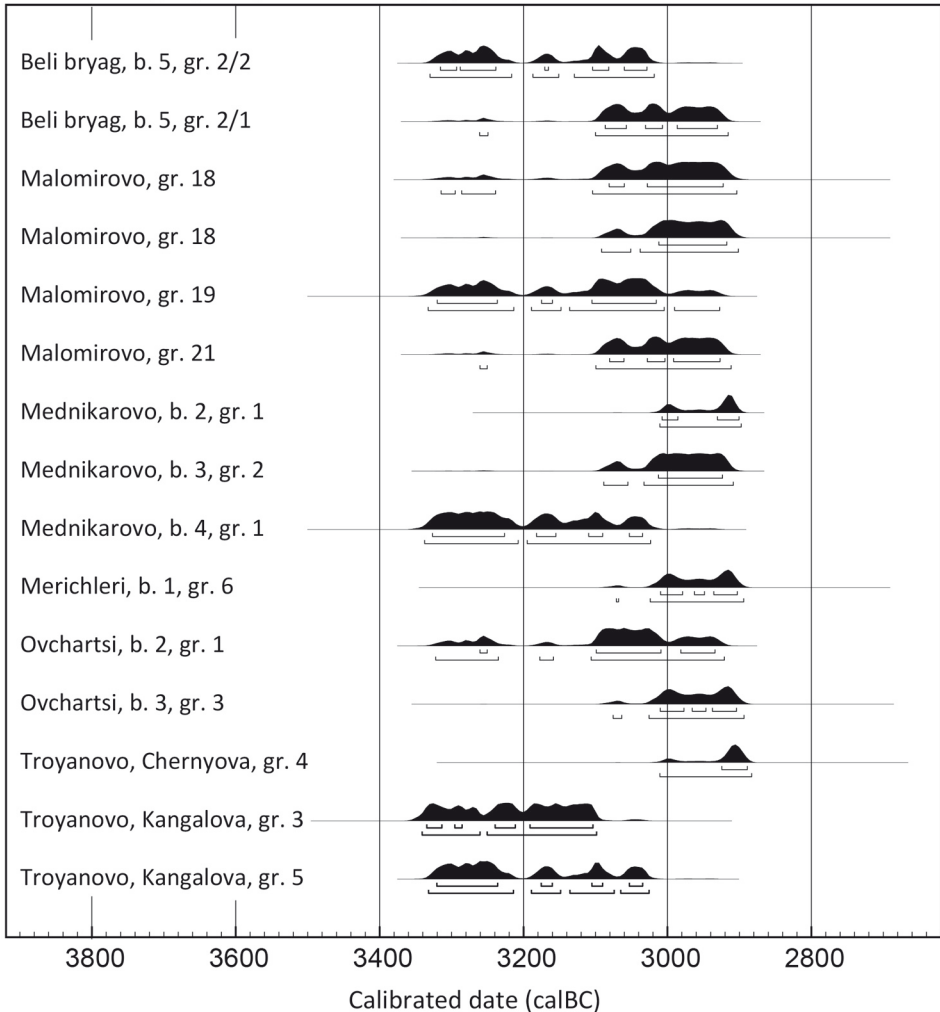 Beli bryag, b. 5, gr. 2/2
Beli bryag, b. 5, gr. 2/1
Malomirovo, gr. 18
Malomirovo, gr. 18
Malomirovo, gr. 19
Malomirovo, gr. 21
Mednikarovo, b. 2, gr. 1
Mednikarovo, b. 3, gr. 2
Mednikarovo, b. 4, gr. 1
Merichleri, b. 1, gr. 6
Ovchartsi, b. 2, gr. 1
Ovchartsi, b. 3, gr. 3
Troyanovo, Chernyova, gr. 4
Troyanovo, Kangalova, gr. 3
Troyanovo, Kangalova, gr. 5
3800 3600 3400 3200 3000 2800
Calibrated date (calBC)